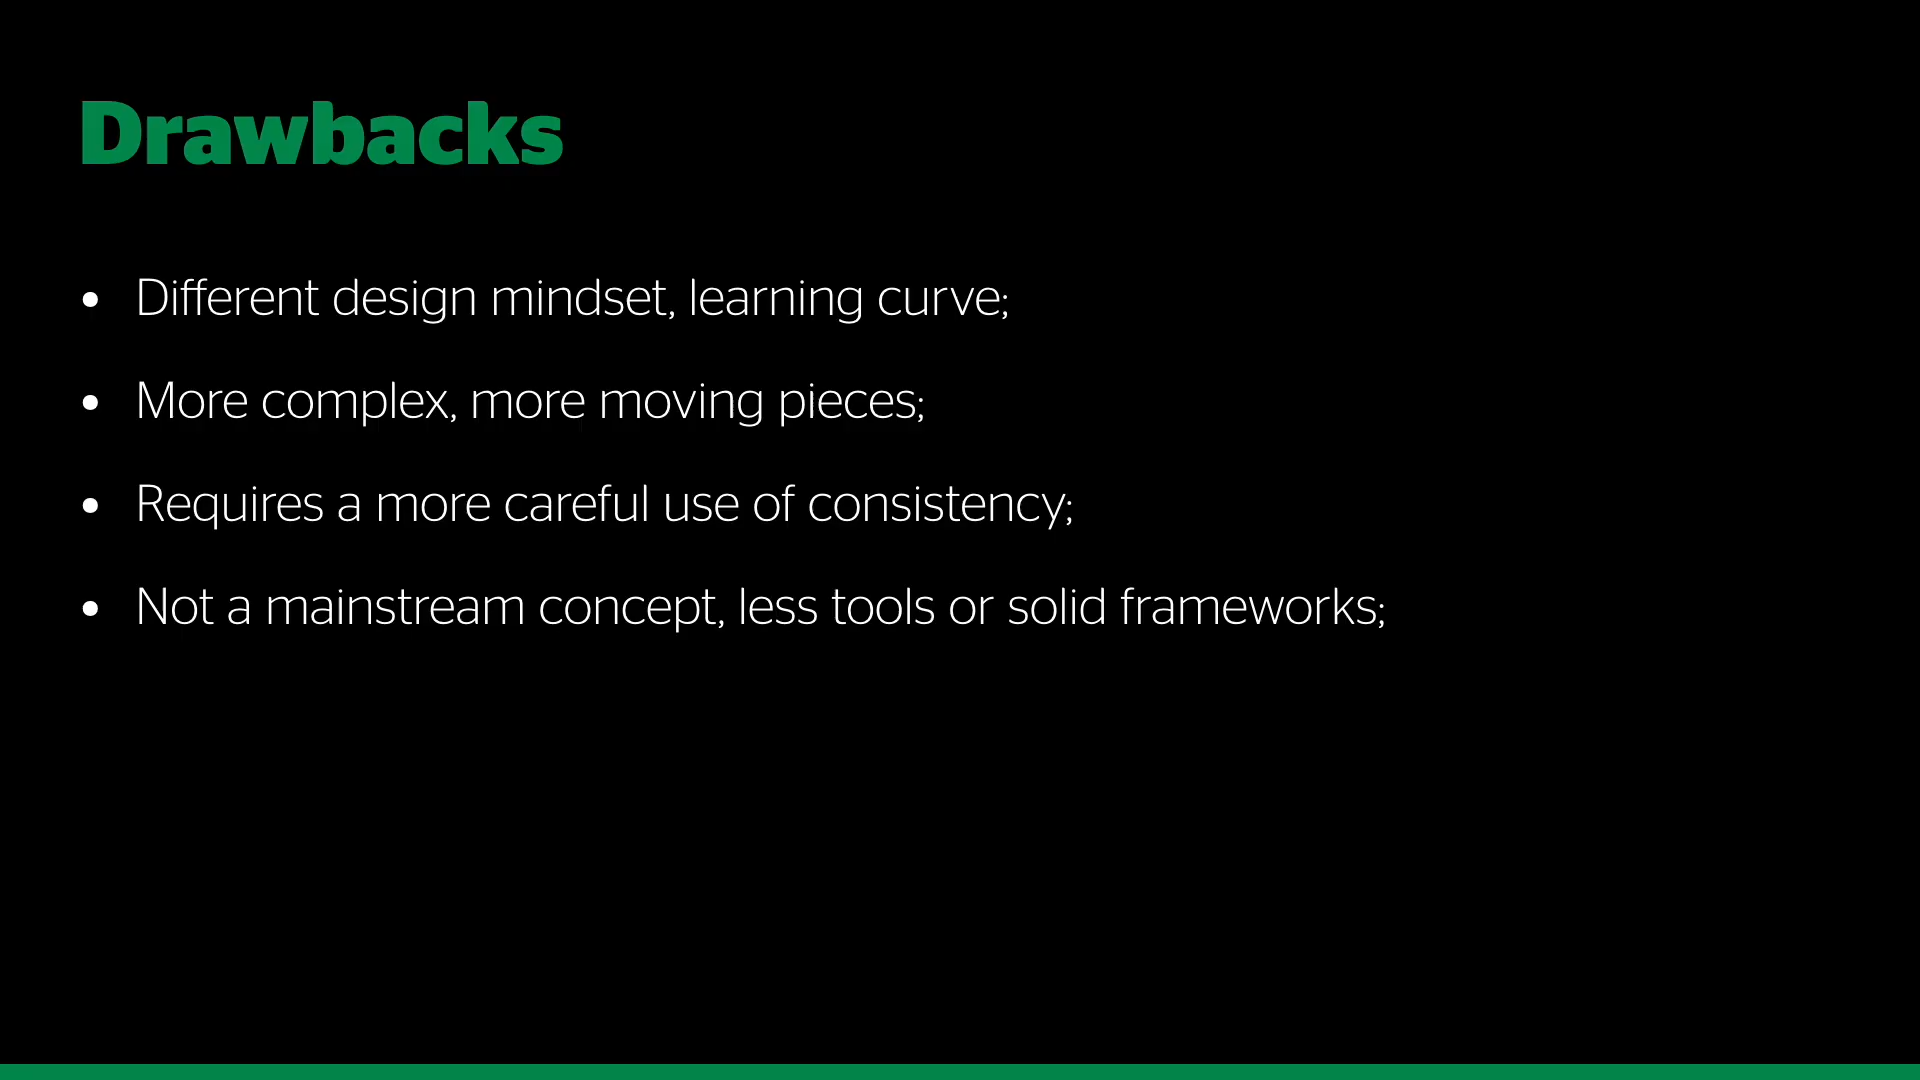 Drawbacks
• Different design mindset, learning curve;
• More complex, more moving pieces;
• Requires a more careful use of consistency;
• Not a mainstream concept, less tools or solid frameworks;